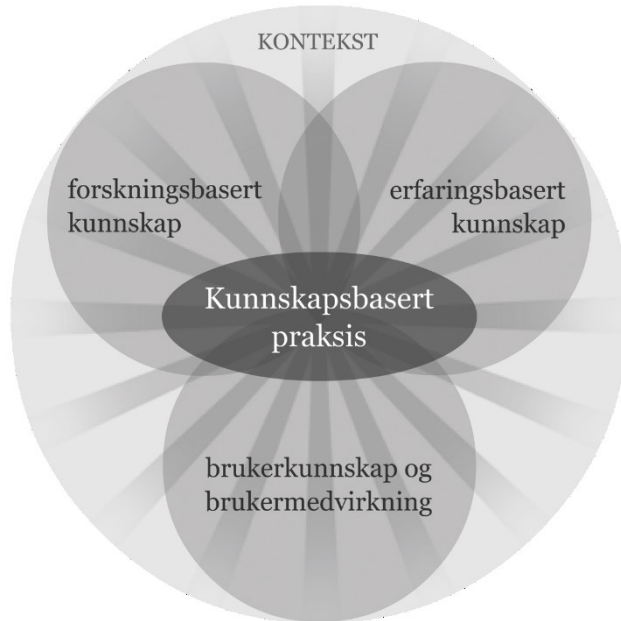 KONTEKST
forskningsbasert
kunnskap
erfaringsbasert
kunnskap
Kunnskapsbasert
praksis
brukerkunnskap og
brukermedvirkning